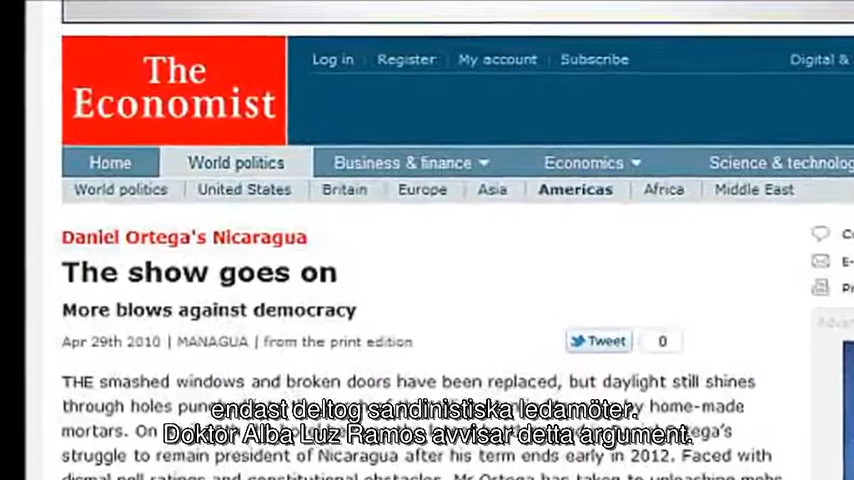 The
Economist
Log in Register My account Subscribe Digital &
Home World politics Business & finance Economics Science & technolog
World politics United States Britain Europe Asia Americas Africa Middle East
Daniel Ortega's Nicaragua
The show goes on
More blows against democracy
Apr 29th 2010 | MANAGUA | from the print edition
Tweet 0
THE smashed windows and broken doors have been replaced, but daylight still shines
through holes by home-made
endast deltog sandinistiska ledamöter.
mortars. On
Doktor Alba Luz Ramos avvisar detta argument.
struggle to remain president of Nicaragua after his term ends early in 2012. Faced with